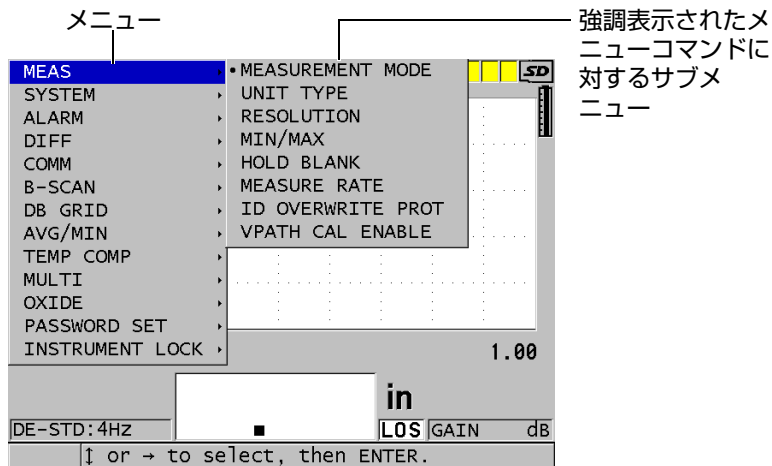 メニュー
強調表示されたメ
ニューコマンドに
対するサブメ
ニュー
MEAS
SYSTEM
ALARM
DIFF
COMM
B-SCAN
DB GRID
AVG/MIN
TEMP COMP
MULTI
OXIDE
PASSWORD SET
INSTRUMENT LOCK
•MEASUREMENT MODE
UNIT TYPE
RESOLUTION
MIN/MAX
HOLD BLANK
MEASURE RATE
ID OVERWRITE PROT
VPATH CAL ENABLE
SD
1.00
in
DE-STD:4Hz
LOS GAIN dB
↕ or → to select, then ENTER.